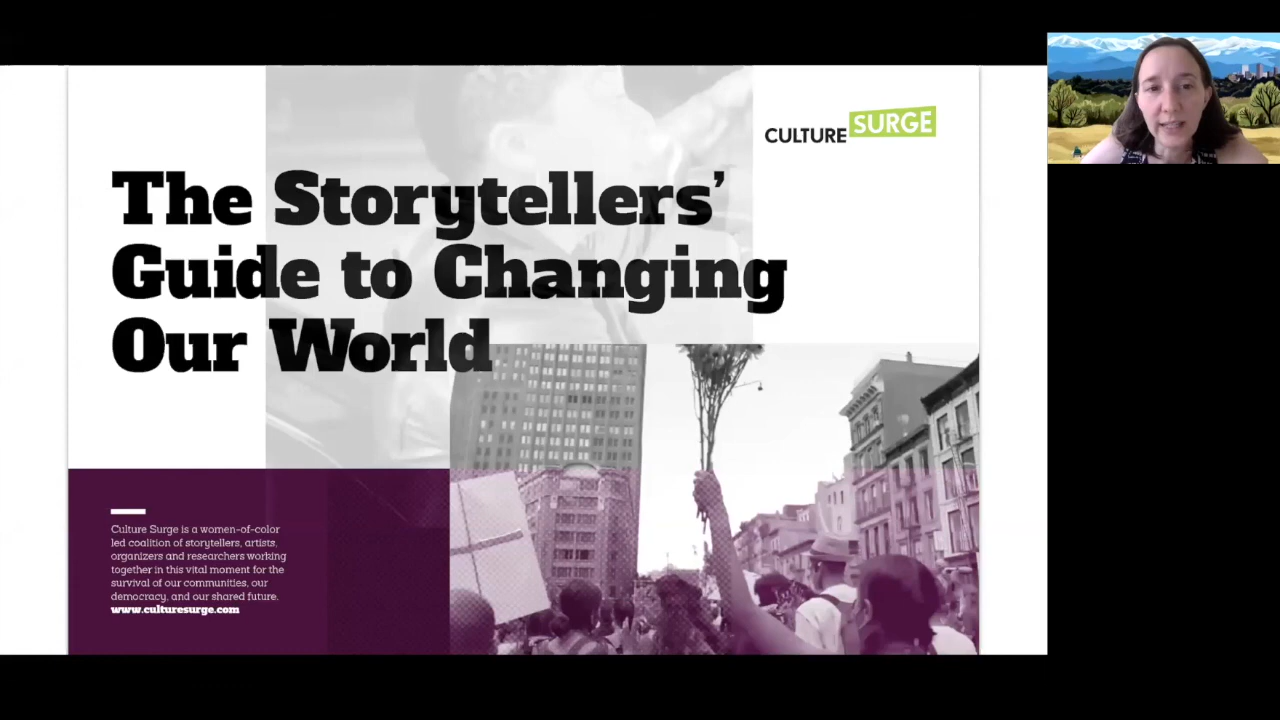 CULTURE SURGE
The Storytellers’
Guide to Changing
Our World
Culture Surge is a women-of-color
led coalition of storytellers, artists,
organizers and researchers working
together in this vital moment for the
survival of our communities, our
democracy, and our shared future.
www.culturesurge.com